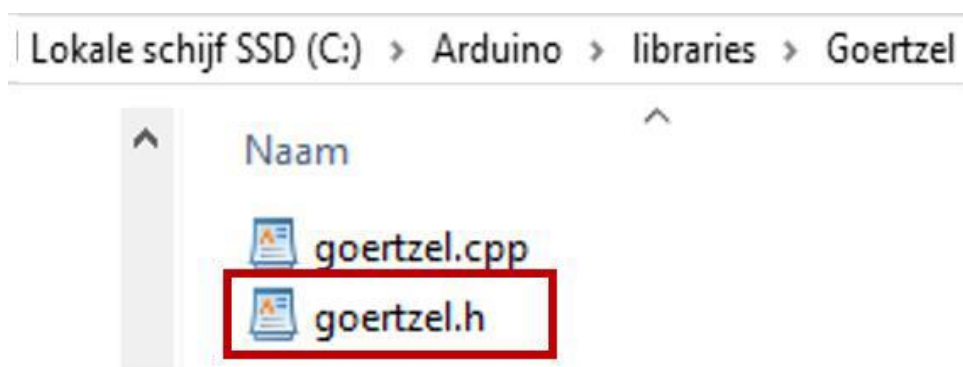 Lokale schijf SSD (C:) > Arduino > libraries > Goertzel
Naam
goertzel.cpp
goertzel.h